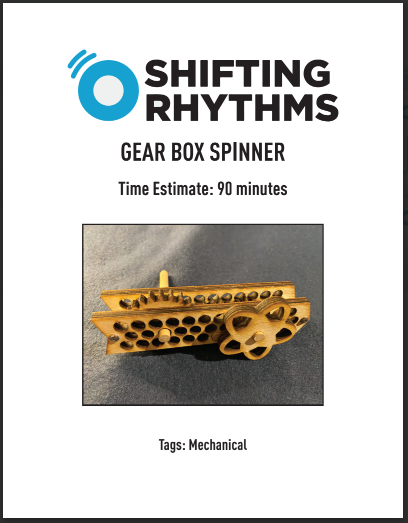 SHIFTING
RHYTHMS
GEAR BOX SPINNER
Time Estimate: 90 minutes
Tags: Mechanical